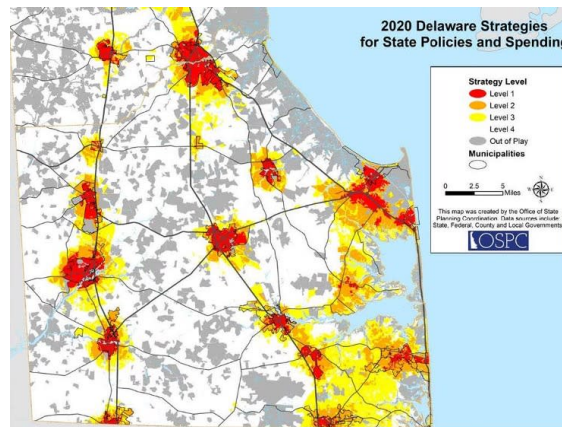 2020 Delaware Strategies
for State Policies and Spending
Strategy Level
Level 1
Level 2
Level 3
Level 4
Out of Play
Municipalities
0 2.5 5
Miles
This map was created by the Office of State
Planning Coordination. Data sources include:
State, Federal, County and Local Governments.
OSPC